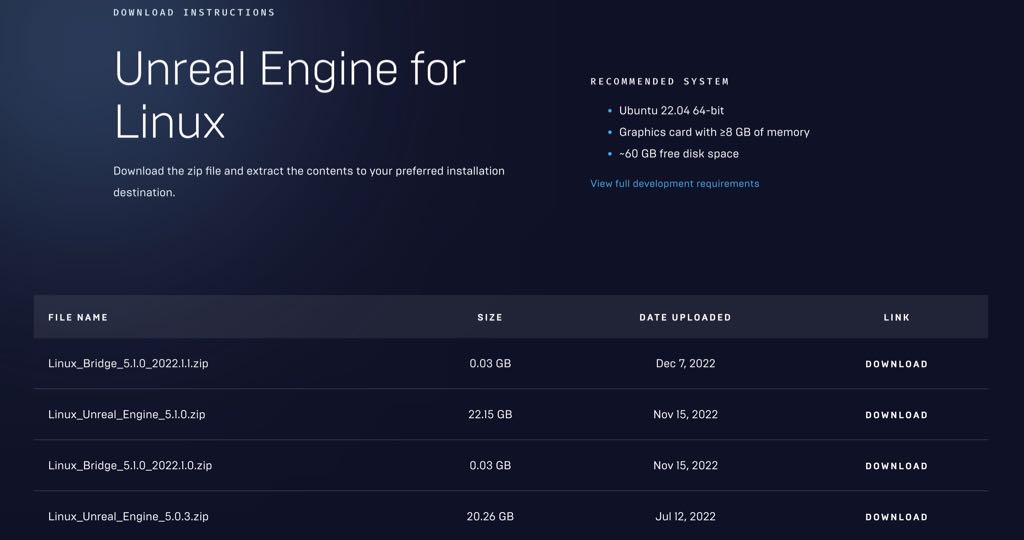 DOWNLOAD INSTRUCTIONS
Unreal Engine for
Linux
Download the zip file and extract the contents to your preferred installation
destination.
RECOMMENDED SYSTEM
• Ubuntu 22.04 64-bit
• Graphics card with ≥8 GB of memory
• ~60 GB free disk space
View full development requirements
FILE NAME SIZE DATE UPLOADED LINK
Linux_Bridge_5.1.0_2022.1.1.zip 0.03 GB Dec 7, 2022 DOWNLOAD
Linux_Unreal_Engine_5.1.0.zip 22.15 GB Nov 15, 2022 DOWNLOAD
Linux_Bridge_5.1.0_2022.1.0.zip 0.03 GB Nov 15, 2022 DOWNLOAD
Linux_Unreal_Engine_5.0.3.zip 20.26 GB Jul 12, 2022 DOWNLOAD